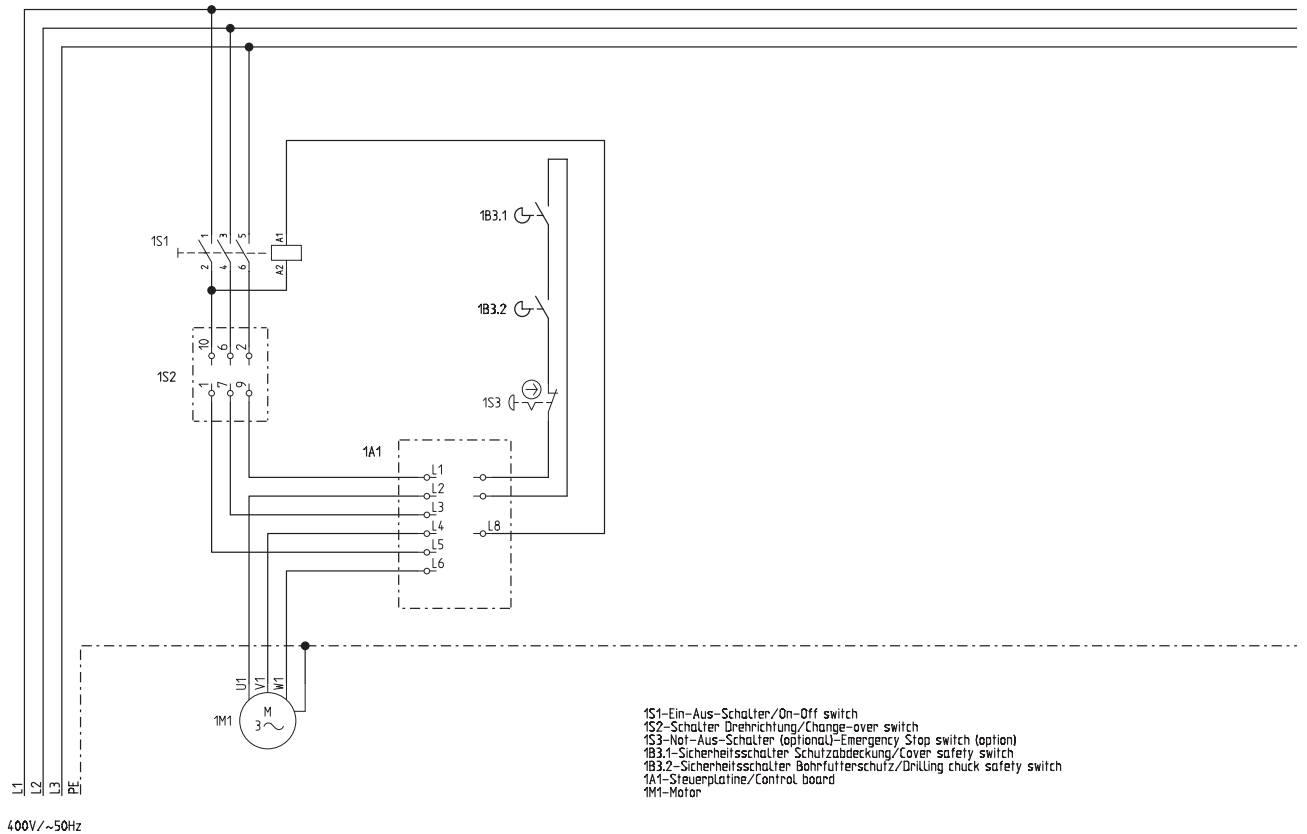 1S1
1
3
5
2
4
6
A1
A2
1B3.1
1B3.2
1S3
1S2
10
6
2
1
7
9
1A1
L1
L2
L3
L4
L5
L6
L8
U1
V1
W1
1M1
M
3
1S1-Ein-Aus-Schalter/On-Off switch
1S2-Schalter Drehrichtung/Change-over switch
1S3-Not-Aus-Schalter (optional)-Emergency Stop switch (option)
1B3.1-Sicherheitsschalter Schutzabdeckung/Cover safety switch
1B3.2-Sicherheitsschalter Bohrfutterschutz/Drilling chuck safety switch
1A1-Steuerplatine/Control board
1M1-Motor
L1
L2
L3
PE
400V/~50Hz